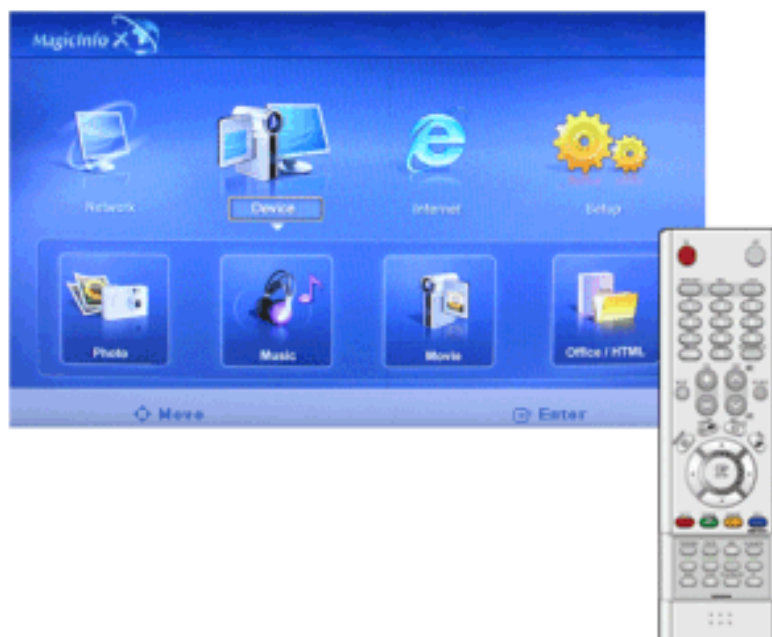 MagicInfo X
Network Device Internet Setup
Photo Music Movie Office / HTML
Move Enter